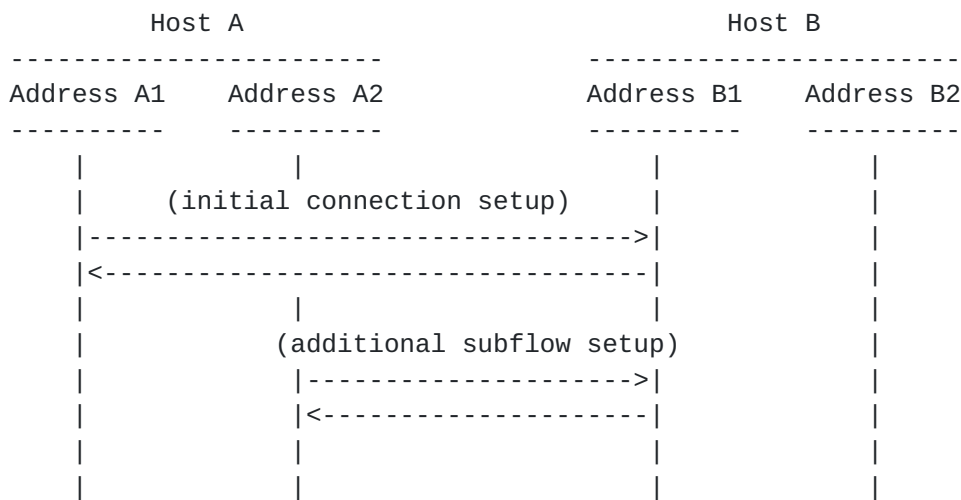 Host A                               Host B
------------------------             ------------------------
Address A1    Address A2             Address B1    Address B2
----------    ----------             ----------    ----------
    |             |                      |             |
    |     (initial connection setup)     |             |
    |----------------------------------->|             |
    |<-----------------------------------|             |
    |             |                      |             |
    |            (additional subflow setup)            |
    |             |--------------------->|             |
    |             |<---------------------|             |
    |             |                      |             |
    |             |                      |             |